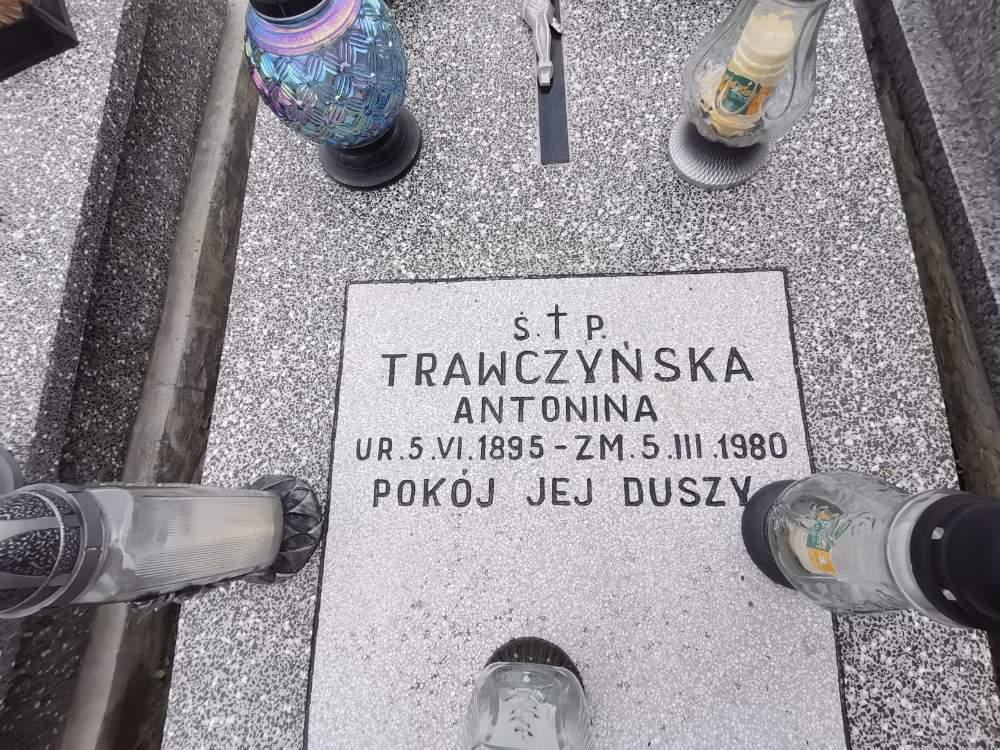 Ś. † P.
TRAWCZYŃSKA
ANTONINA
UR. 5. VI. 1895 - ZM. 5. III. 1980
POKÓJ JEJ DUSZY